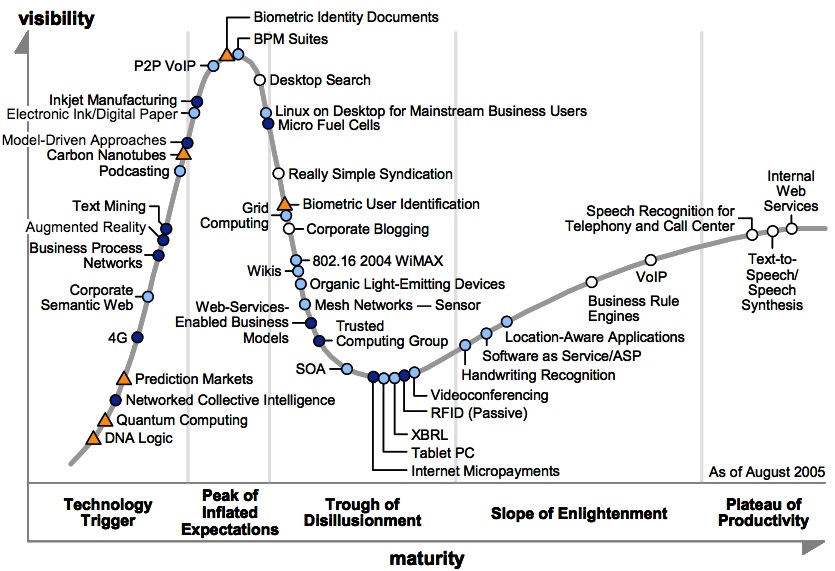 visibility
Biometric Identity Documents
BPM Suites
P2P VoIP
Desktop Search
Inkjet Manufacturing
Electronic Ink/Digital Paper
Linux on Desktop for Mainstream Business Users
Micro Fuel Cells
Model-Driven Approaches
Carbon Nanotubes
Podcasting
Really Simple Syndication
Text Mining
Augmented Reality
Business Process
Networks
Biometric User Identification
Grid
Computing
Corporate Blogging
Internal
Web
Services
Speech Recognition for
Telephony and Call Center
Text-to-
Speech/
Speech
Synthesis
802.16 2004 WiMAX
Wikis
Organic Light-Emitting Devices
VoIP
Corporate
Semantic Web
Mesh Networks — Sensor
Business Rule
Engines
Web-Services-
Enabled Business
Models
Trusted
Computing Group
4G
Location-Aware Applications
Software as Service/ASP
Handwriting Recognition
SOA
Prediction Markets
Videoconferencing
Networked Collective Intelligence
RFID (Passive)
Quantum Computing
XBRL
DNA Logic
Tablet PC
Internet Micropayments
As of August 2005
Technology
Trigger
Peak of
Inflated
Expectations
Trough of
Disillusionment
Slope of Enlightenment
Plateau of
Productivity
maturity